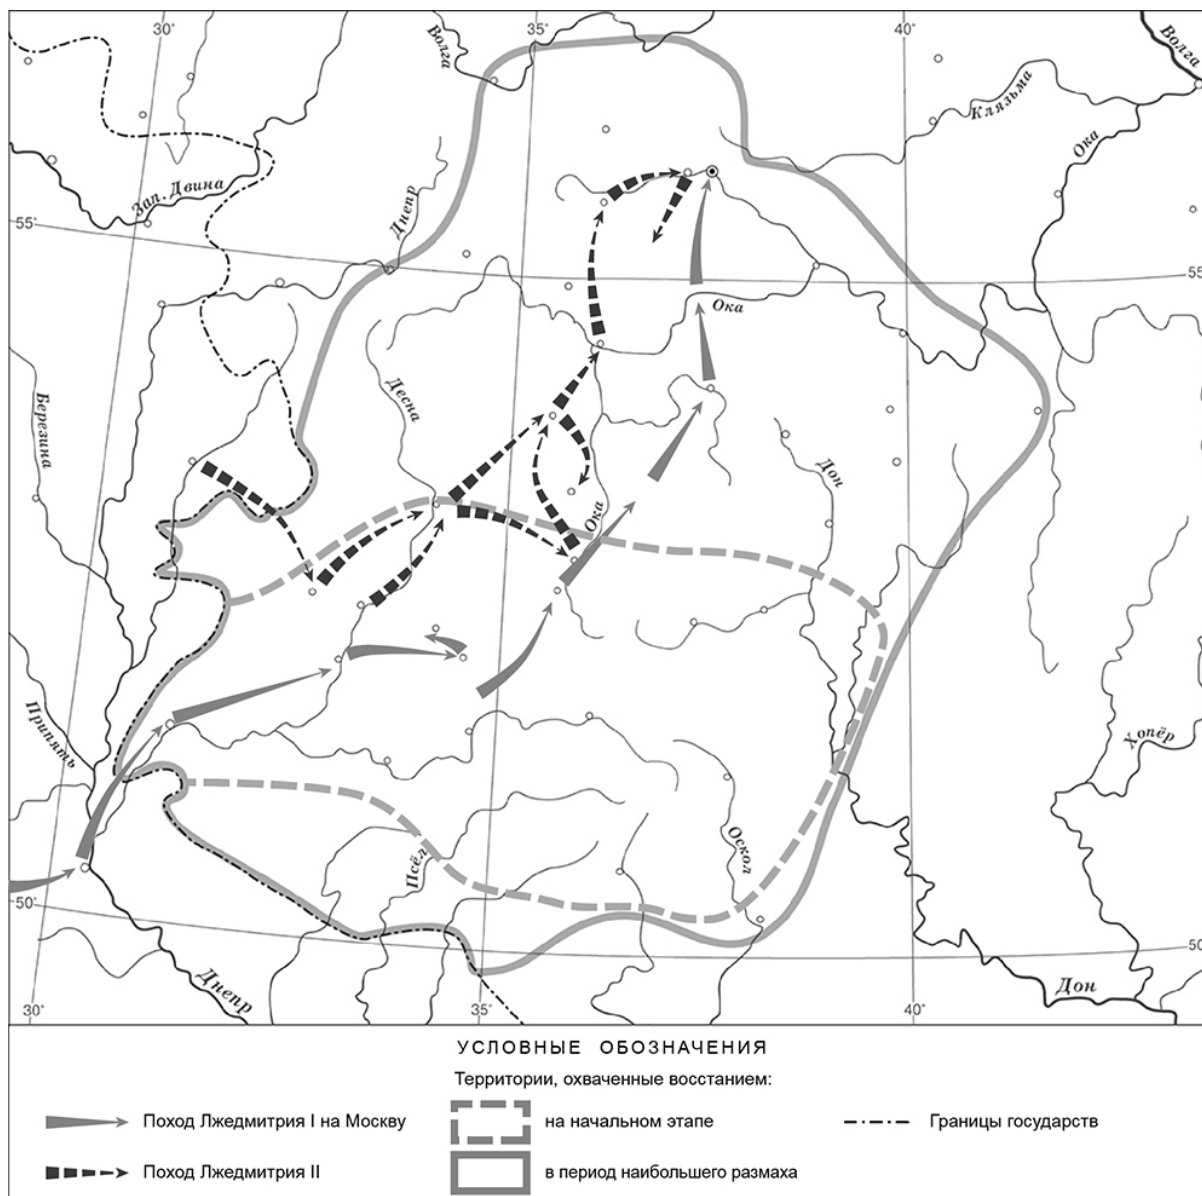 30°
35°
40°
Волга
Волга
Клязьма
Ока
Зап. Двина
Днепр
55°
55
Ока
Десна
Березина
Дон
Ока
Припять
Хопёр
Оскол
Псёл
50°
50
Днепр
Дон
30°
35°
40°
УСЛОВНЫЕ ОБОЗНАЧЕНИЯ
Территории, охваченные восстанием:
Поход Лжедмитрия I на Москву
на начальном этапе
Границы государств
Поход Лжедмитрия II
в период наибольшего размаха